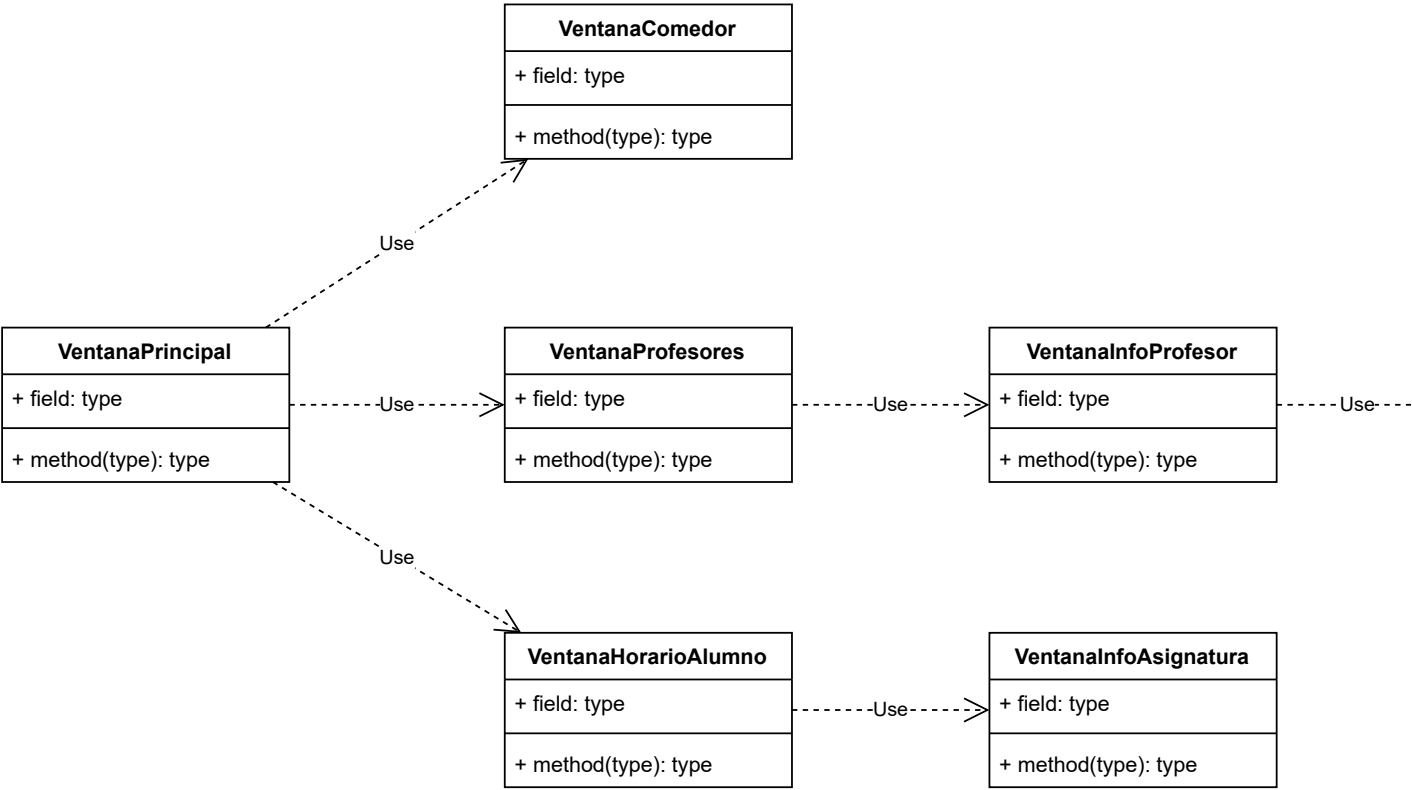 VentanaComedor
+ field: type
+ method(type): type
Use
VentanaPrincipal
+ field: type
+ method(type): type
Use
VentanaProfesores
+ field: type
+ method(type): type
Use
VentanaInfoProfesor
+ field: type
+ method(type): type
Use
Use
VentanaHorarioAlumno
+ field: type
+ method(type): type
Use
VentanaInfoAsignatura
+ field: type
+ method(type): type